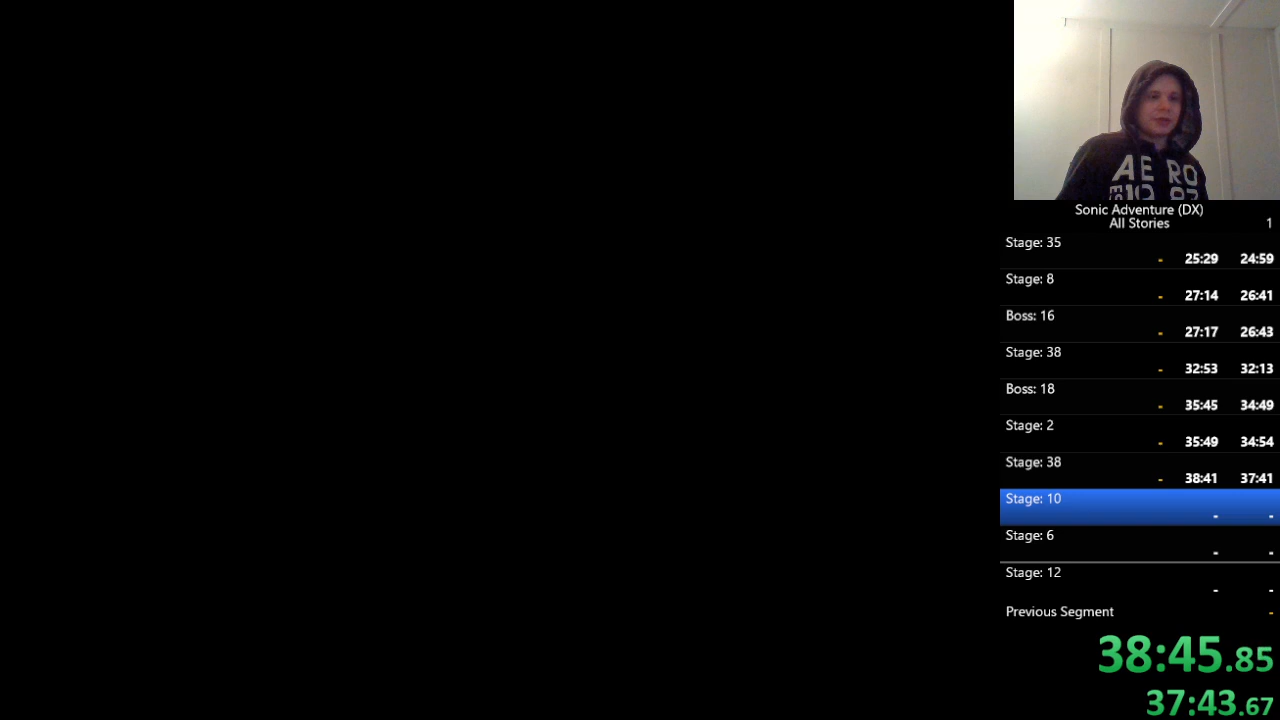 AERO
Sonic Adventure (DX)
All Stories 1
Stage: 35
- 25:29 24:59
Stage: 8
- 27:14 26:41
Boss: 16
- 27:17 26:43
Stage: 38
- 32:53 32:13
Boss: 18
- 35:45 34:49
Stage: 2
- 35:49 34:54
Stage: 38
- 38:41 37:41
Stage: 10
- -
Stage: 6
- -
Stage: 12
- -
Previous Segment -
38:45.85
37:43.67